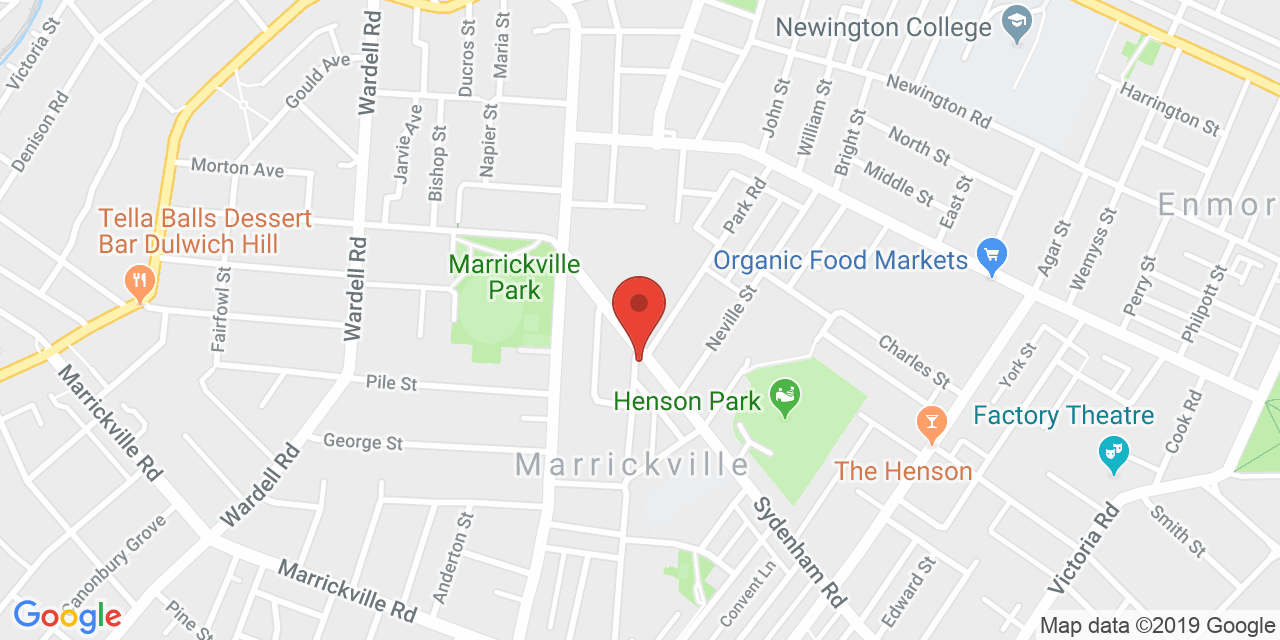 Victoria St
Denison Rd
Gould Ave
Wardell Rd
Ducros St
Maria St
Newington College
Newington Rd
Harrington St
Jarvie Ave
Bishop St
Napier St
John St
William St
Bright St
North St
Middle St
East St
Morton Ave
Park Rd
Enmor
Tella Balls Dessert
Bar Dulwich Hill
Wardell Rd
Marrickville
Park
Organic Food Markets
Agar St
Wemyss St
Perry St
Philpott St
Fairfowl St
Neville St
Charles St
York St
Pile St
Henson Park
Factory Theatre
Cook Rd
Marrickville Rd
George St
Marrickville
The Henson
Wardell Rd
Sydenham Rd
Victoria Rd
Smith St
Canonbury Grove
Anderton St
Marrickville Rd
Convent Ln
Edward St
Pine St
Google
Map data ©2019 Google